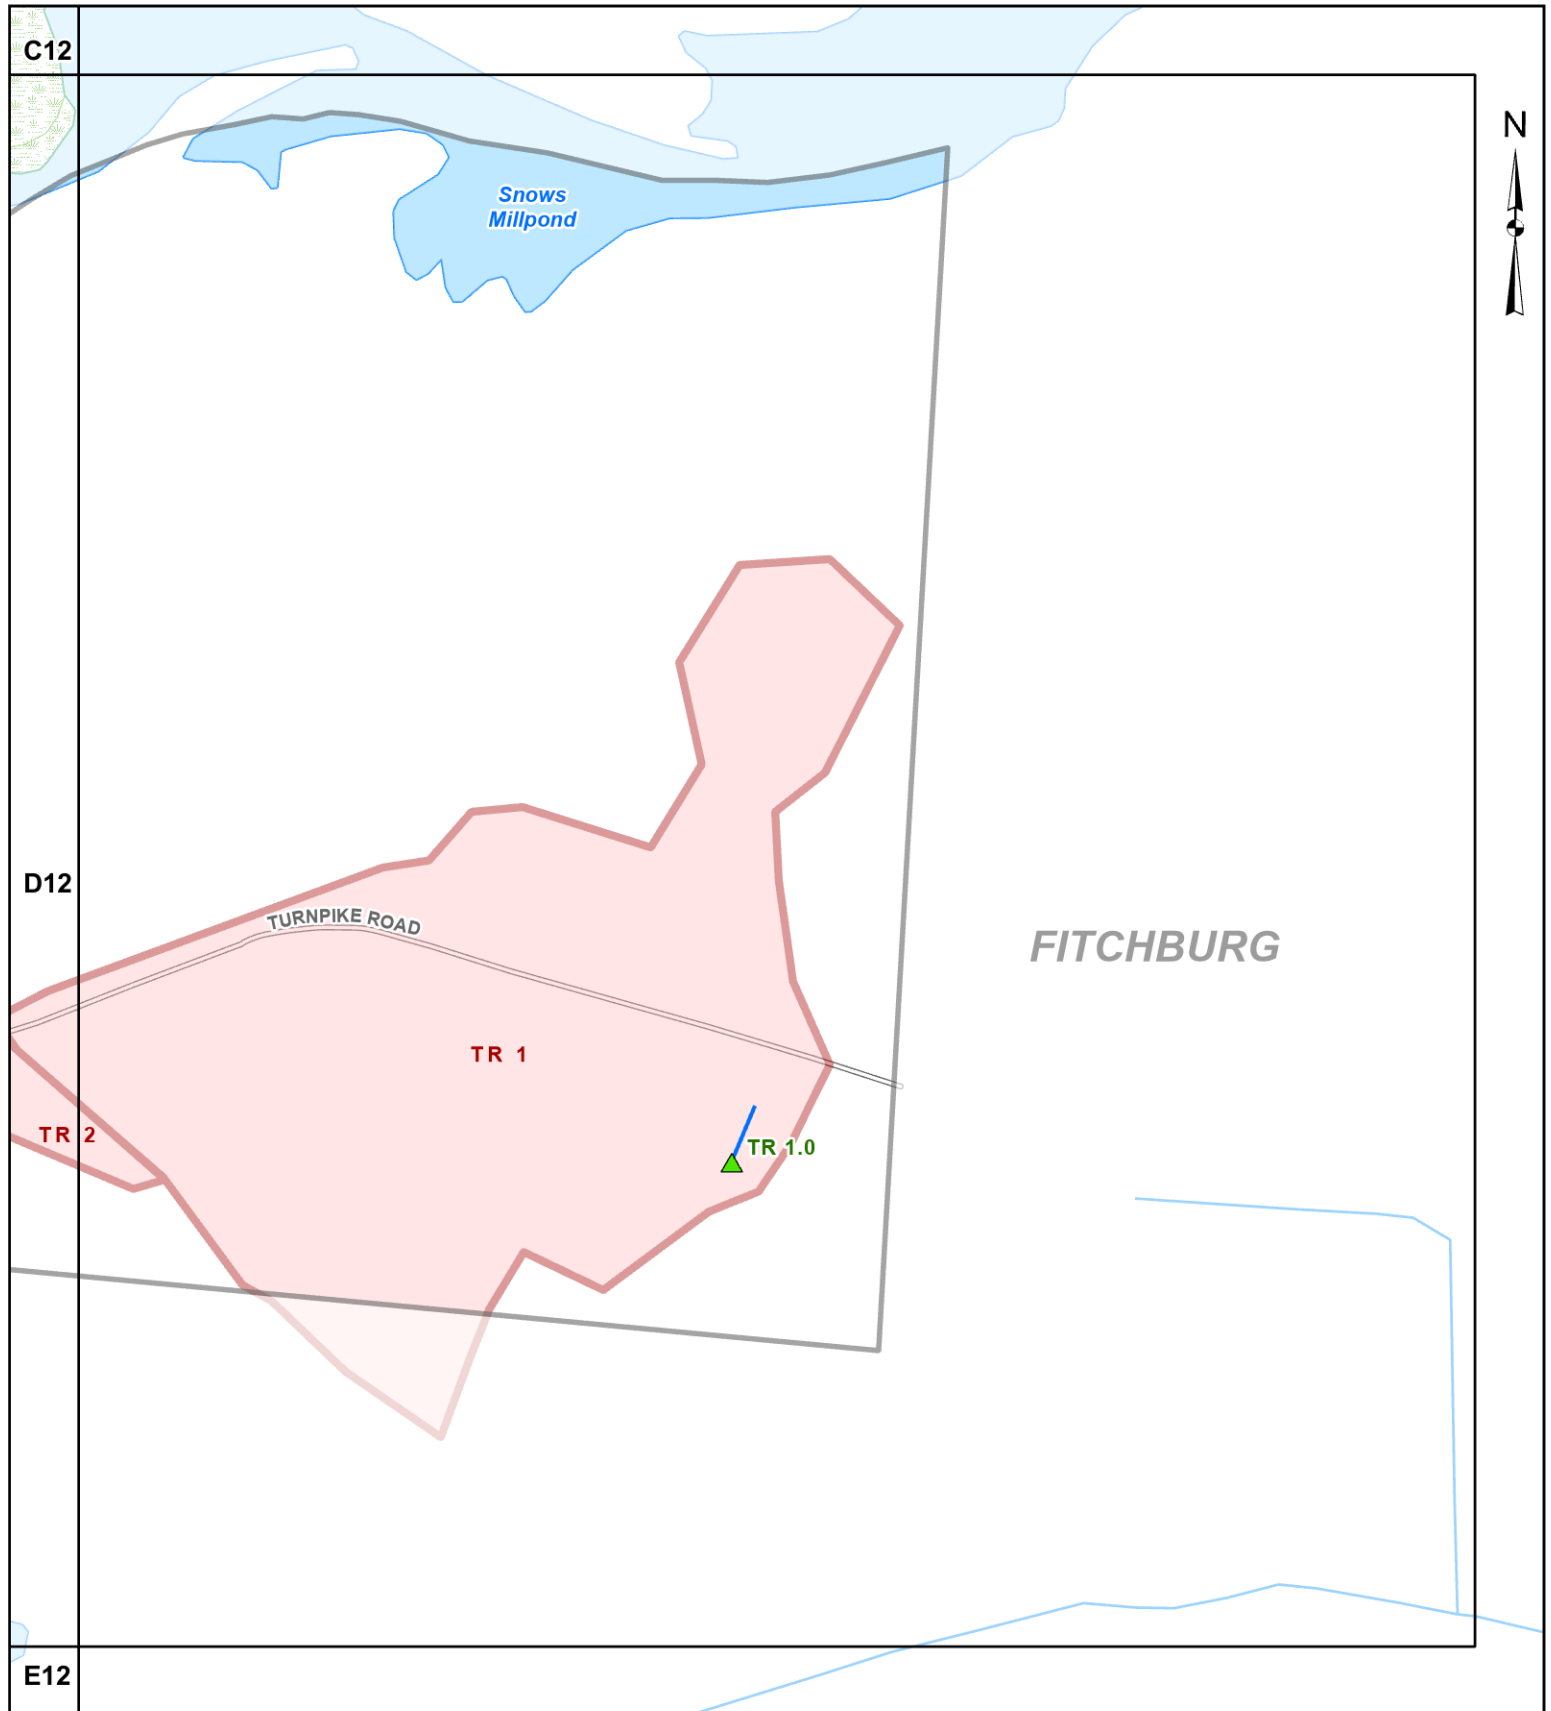 C12
N
Snows
Millpond
D12
TURNPIKE ROAD
FITCHBURG
TR 1
TR 2
TR 1.0
E12